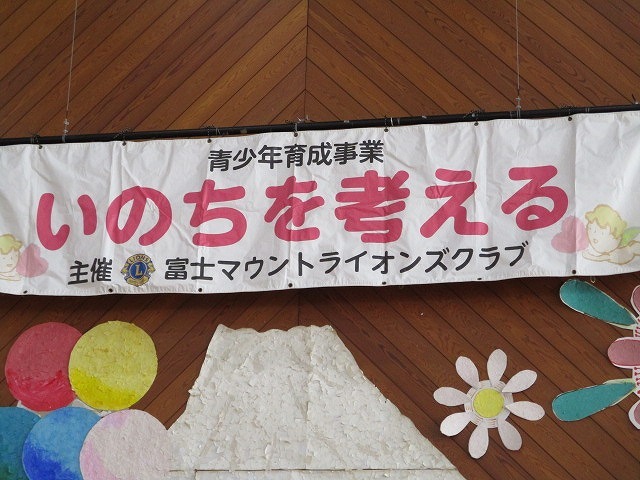 青少年育成事業
いのちを考える
主催 富士マウントライオンズクラブ